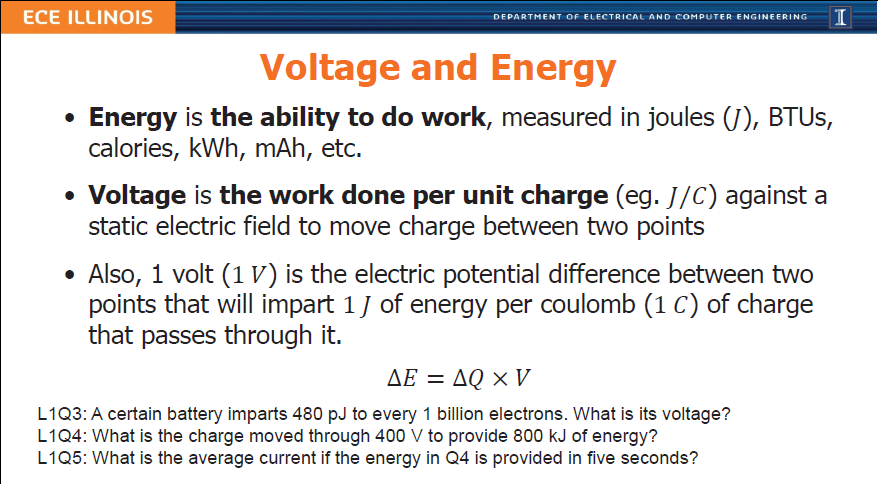 ECE ILLINOIS
DEPARTMENT OF ELECTRICAL AND COMPUTER ENGINEERING
I
Voltage and Energy
• Energy is the ability to do work, measured in joules (J), BTUs,
calories, kWh, mAh, etc.
• Voltage is the work done per unit charge (eg. J/C) against a
static electric field to move charge between two points
• Also, 1 volt (1 V) is the electric potential difference between two
points that will impart 1 J of energy per coulomb (1 C) of charge
that passes through it.
ΔE = ΔQ × V
L1Q3: A certain battery imparts 480 pJ to every 1 billion electrons. What is its voltage?
L1Q4: What is the charge moved through 400 V to provide 800 kJ of energy?
L1Q5: What is the average current if the energy in Q4 is provided in five seconds?